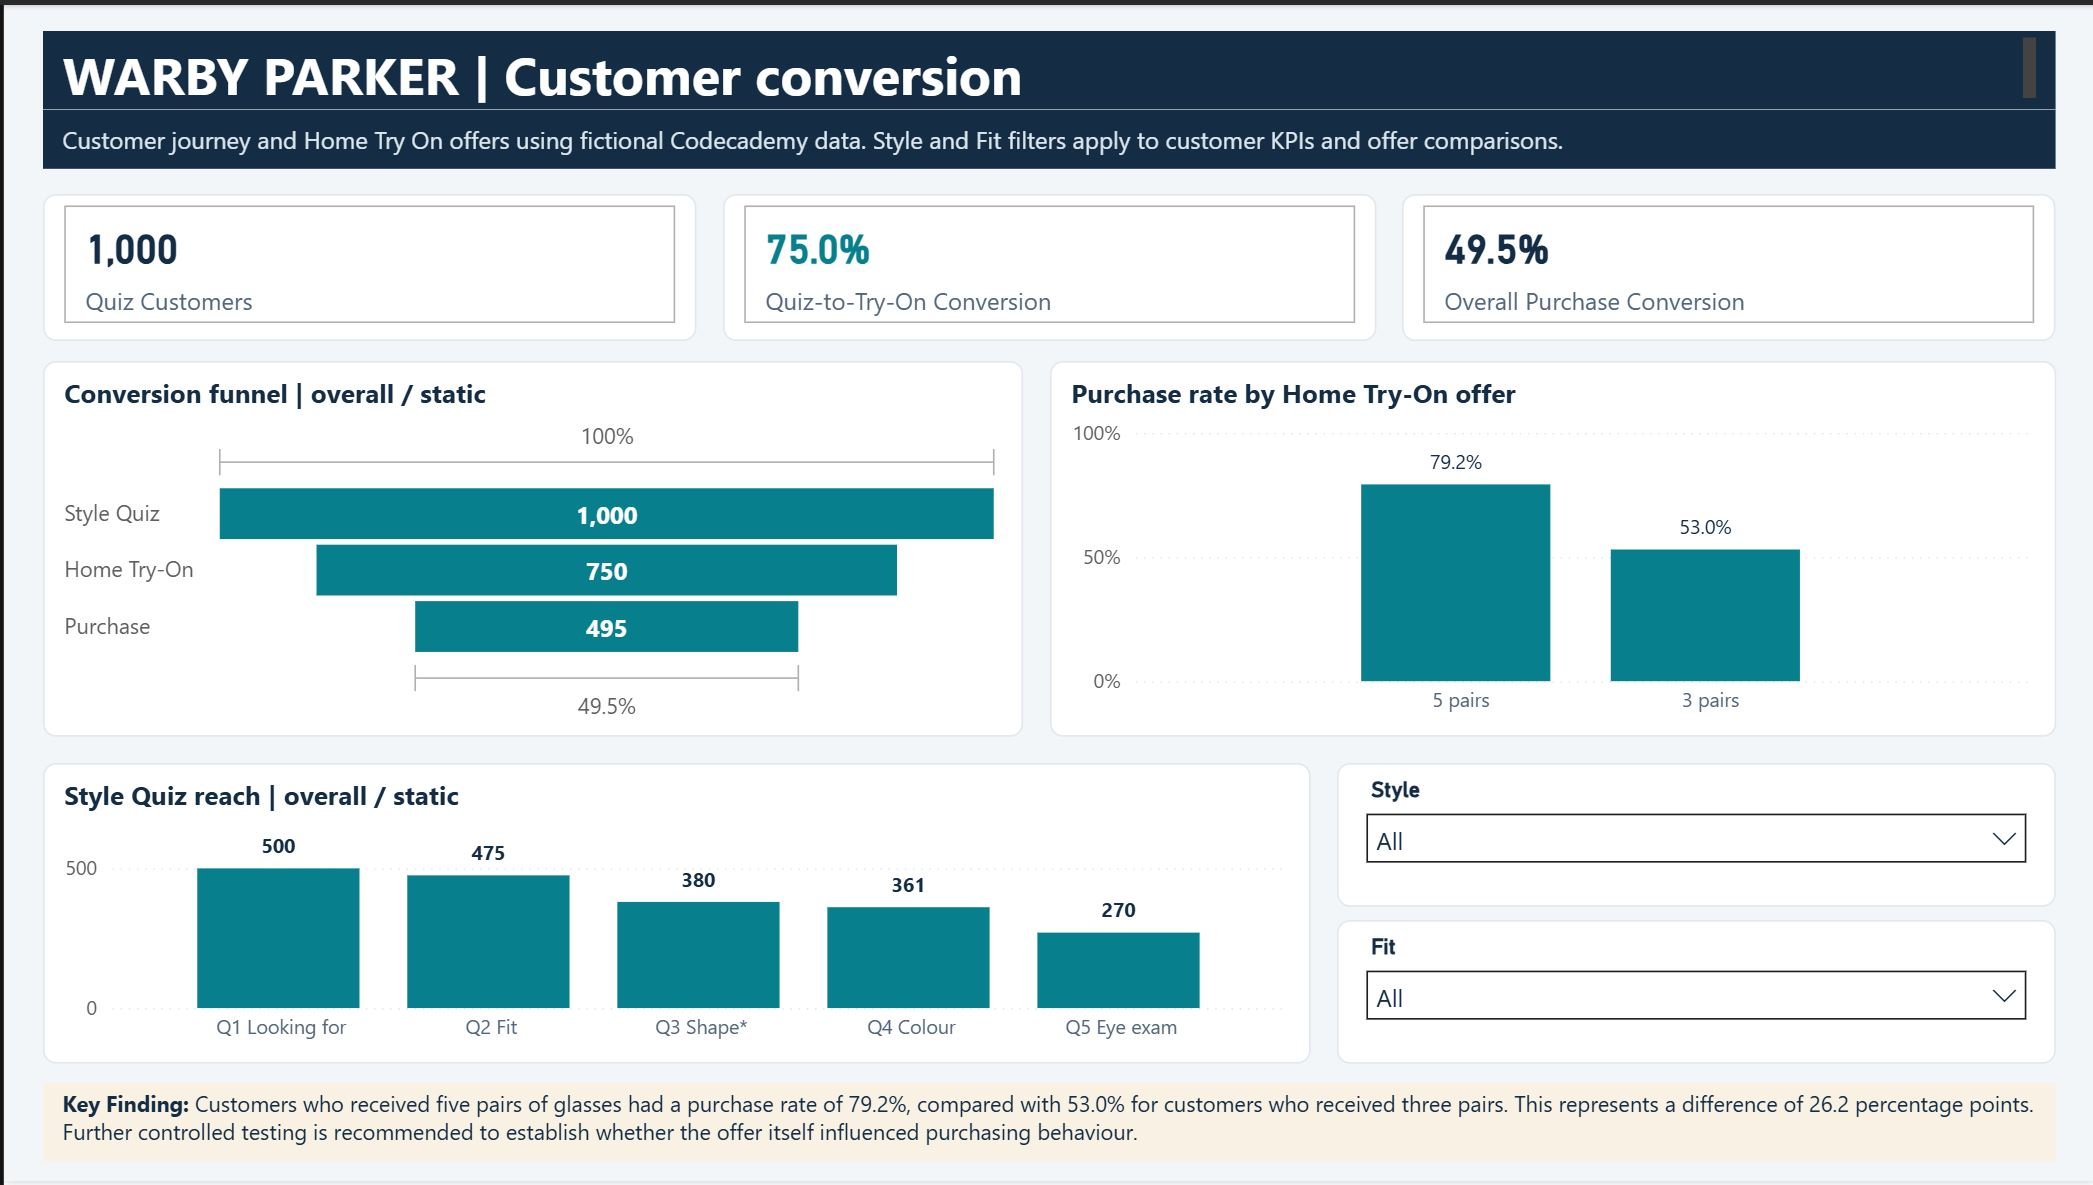 WARBY PARKER | Customer conversion
Customer journey and Home Try On offers using fictional Codecademy data. Style and Fit filters apply to customer KPIs and offer comparisons.
1,000
Quiz Customers
75.0%
Quiz-to-Try-On Conversion
49.5%
Overall Purchase Conversion
Conversion funnel | overall / static
100%
Style Quiz
1,000
Home Try-On
750
Purchase
495
49.5%
Purchase rate by Home Try-On offer
100%
79.2%
53.0%
50%
0%
5 pairs
3 pairs
Style Quiz reach | overall / static
500
475
380
361
270
500
0
Q1 Looking for
Q2 Fit
Q3 Shape*
Q4 Colour
Q5 Eye exam
Style
All
Fit
All
Key Finding: Customers who received five pairs of glasses had a purchase rate of 79.2%, compared with 53.0% for customers who received three pairs. This represents a difference of 26.2 percentage points.
Further controlled testing is recommended to establish whether the offer itself influenced purchasing behaviour.